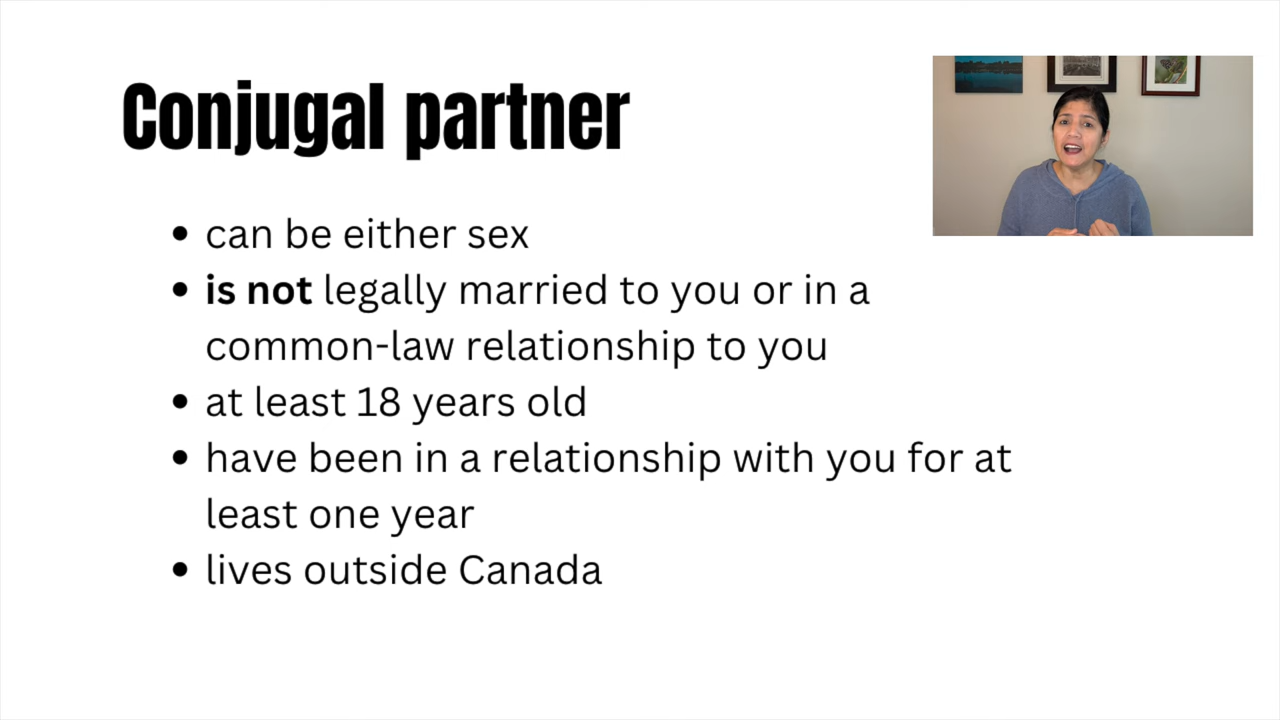 Conjugal partner
• can be either sex
• is not legally married to you or in a
common-law relationship to you
• at least 18 years old
• have been in a relationship with you for at
least one year
• lives outside Canada